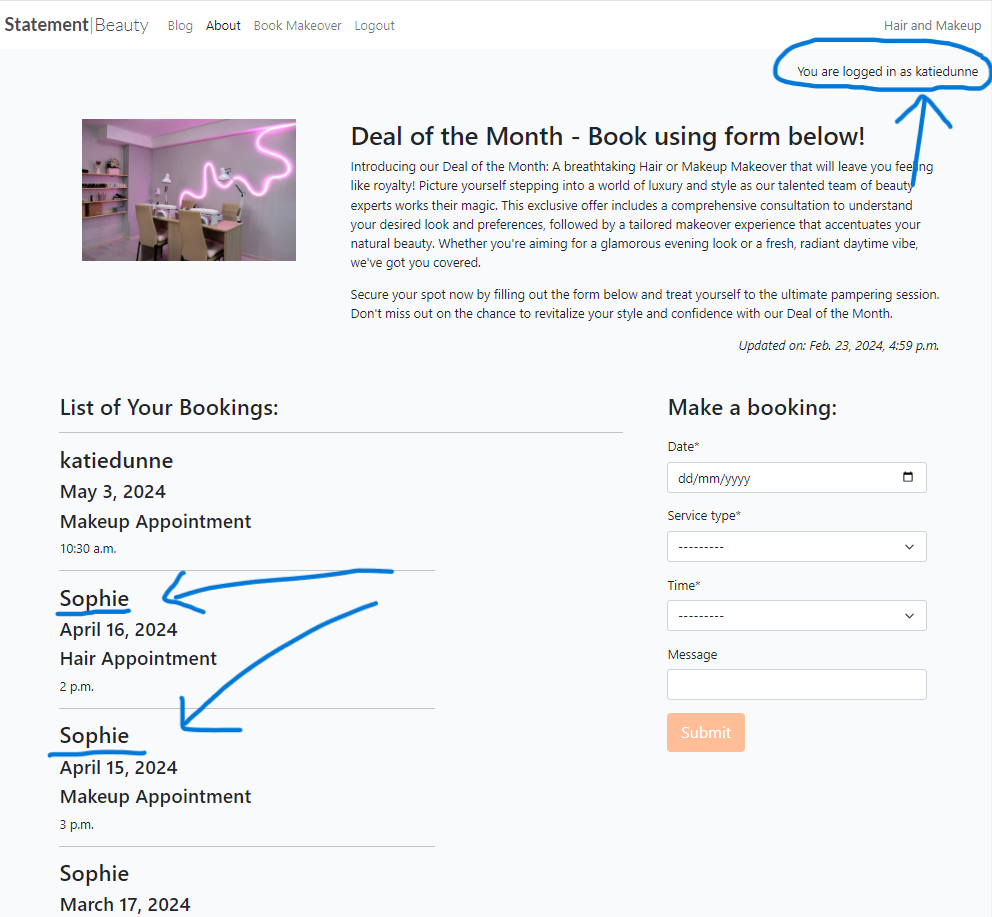 Statement|Beauty Blog About Book Makeover Logout Hair and Makeup
You are logged in as katiedunne
Deal of the Month - Book using form below!
Introducing our Deal of the Month: A breathtaking Hair or Makeup Makeover that will leave you feeling
like royalty! Picture yourself stepping into a world of luxury and style as our talented team of beauty
experts works their magic. This exclusive offer includes a comprehensive consultation to understand
your desired look and preferences, followed by a tailored makeover experience that accentuates your
natural beauty. Whether you're aiming for a glamorous evening look or a fresh, radiant daytime vibe,
we've got you covered.
Secure your spot now by filling out the form below and treat yourself to the ultimate pampering session.
Don't miss out on the chance to revitalize your style and confidence with our Deal of the Month.
Updated on: Feb. 23, 2024, 4:59 p.m.
List of Your Bookings:
katiedunne
May 3, 2024
Makeup Appointment
10:30 a.m.
Sophie
April 16, 2024
Hair Appointment
2 p.m.
Sophie
April 15, 2024
Makeup Appointment
3 p.m.
Sophie
March 17, 2024
Make a booking:
Date*
dd/mm/yyyy
Service type*
---------
Time*
---------
Message
Submit